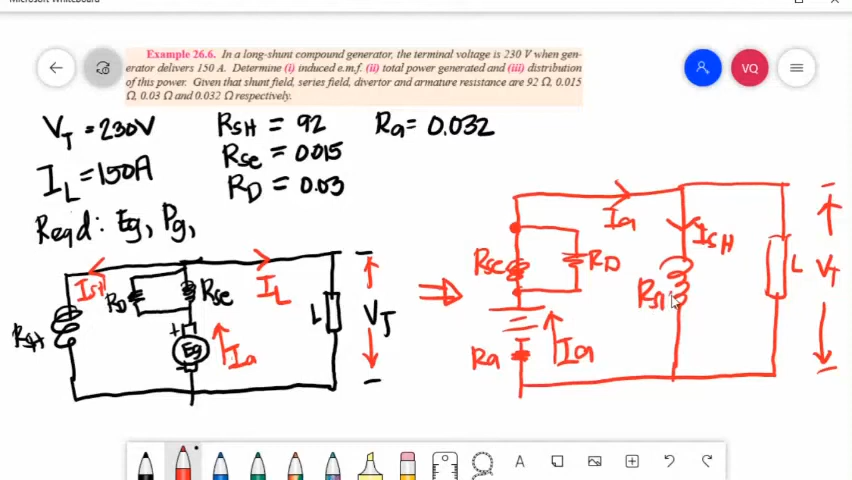 Microsoft Whiteboard
Example 26.6. In a long-shunt compound generator, the terminal voltage is 230 V when gen-
erator delivers 150 A. Determine (i) induced e.m.f. (ii) total power generated and (iii) distribution
of this power. Given that shunt field, series field, divertor and armature resistance are 92 Ω, 0.015
Ω, 0.03 Ω and 0.032 Ω respectively.
VQ
VT = 230V
RSH = 92
Ra = 0.032
IL = 150A
Rse = 0.015
RD = 0.03
Reqd: Eg, Pg,
ISH
RD
Rse
IL
RSH
Eg
Ia
L
VT
Ia
ISH
Rse
RD
RSH
L
VT
Ra
Ia
A